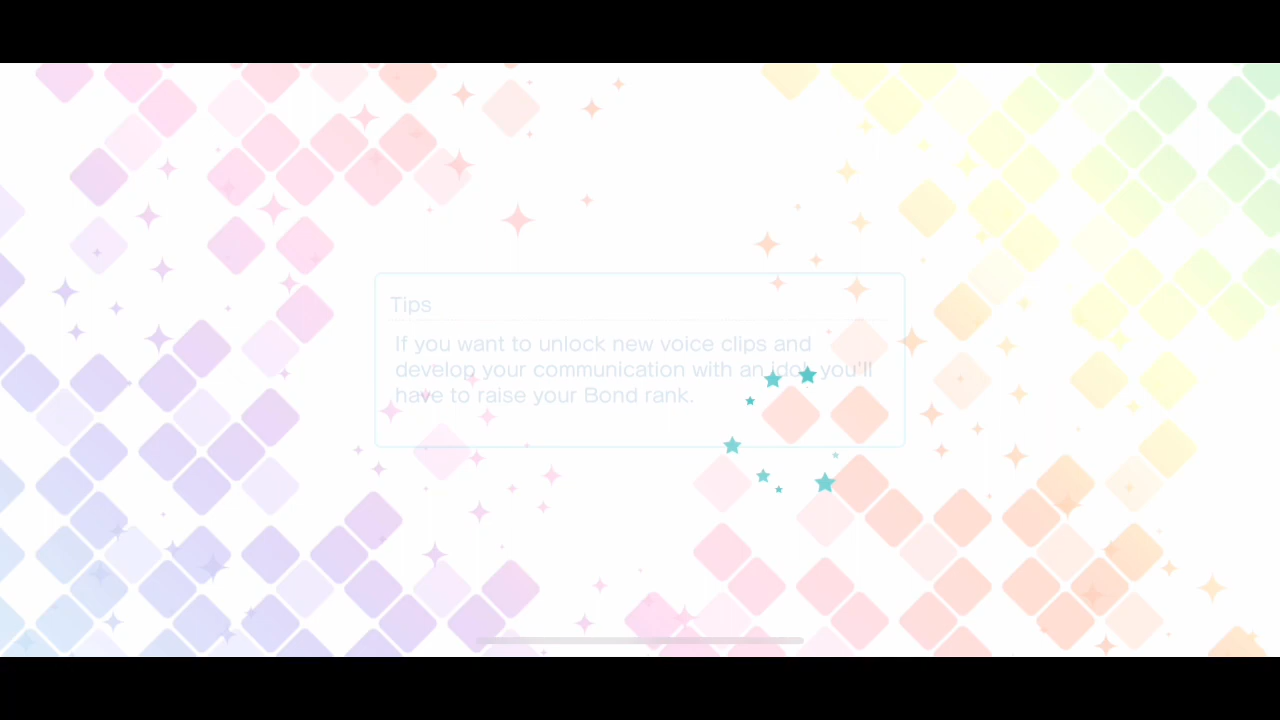 Tips
If you want to unlock new voice clips and
develop your communication with an idol, you'll
have to raise your Bond rank.